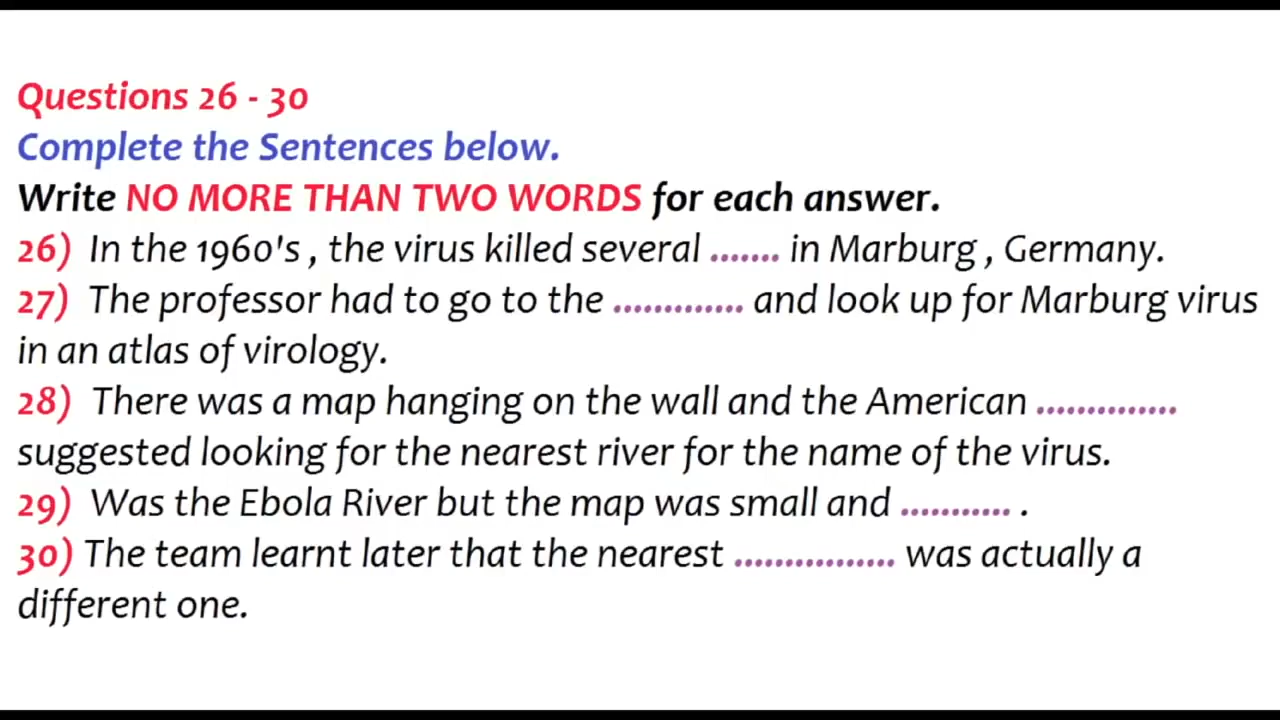 Questions 26 - 30
Complete the Sentences below.
Write NO MORE THAN TWO WORDS for each answer.
26) In the 1960's , the virus killed several ....... in Marburg , Germany.
27) The professor had to go to the ............. and look up for Marburg virus
in an atlas of virology.
28) There was a map hanging on the wall and the American ..............
suggested looking for the nearest river for the name of the virus.
29) Was the Ebola River but the map was small and ........... .
30) The team learnt later that the nearest ................ was actually a
different one.